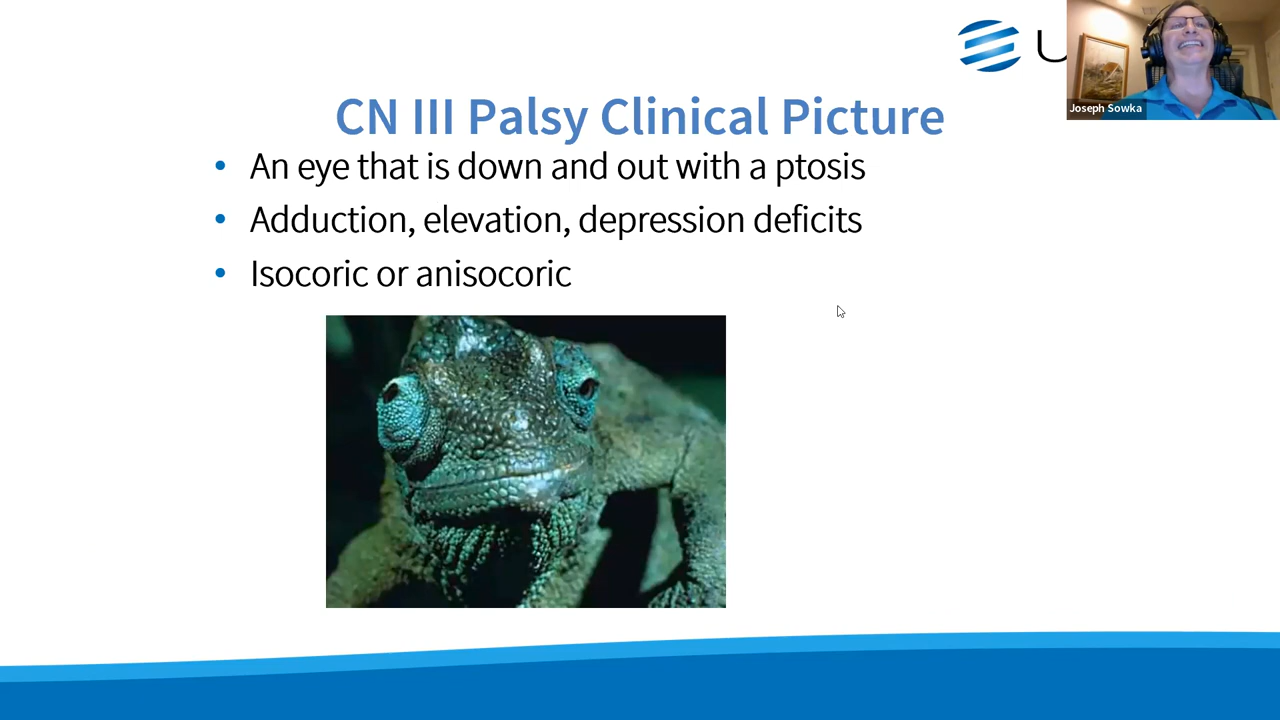 U
Joseph Sowka
CN III Palsy Clinical Picture
• An eye that is down and out with a ptosis
• Adduction, elevation, depression deficits
• Isocoric or anisocoric